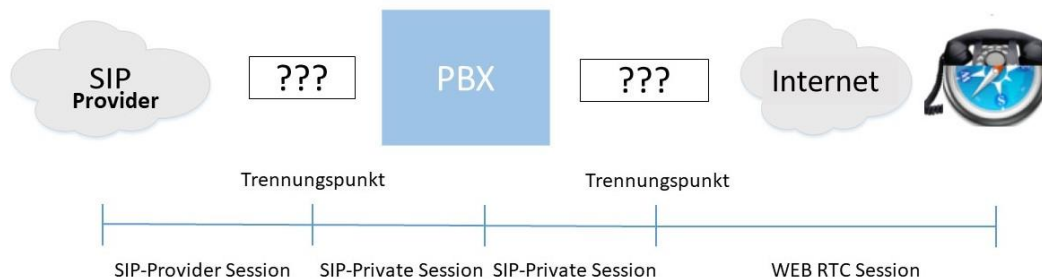 SIP
Provider
???
PBX
???
Internet
Trennungspunkt
Trennungspunkt
SIP-Provider Session
SIP-Private Session
SIP-Private Session
WEB RTC Session